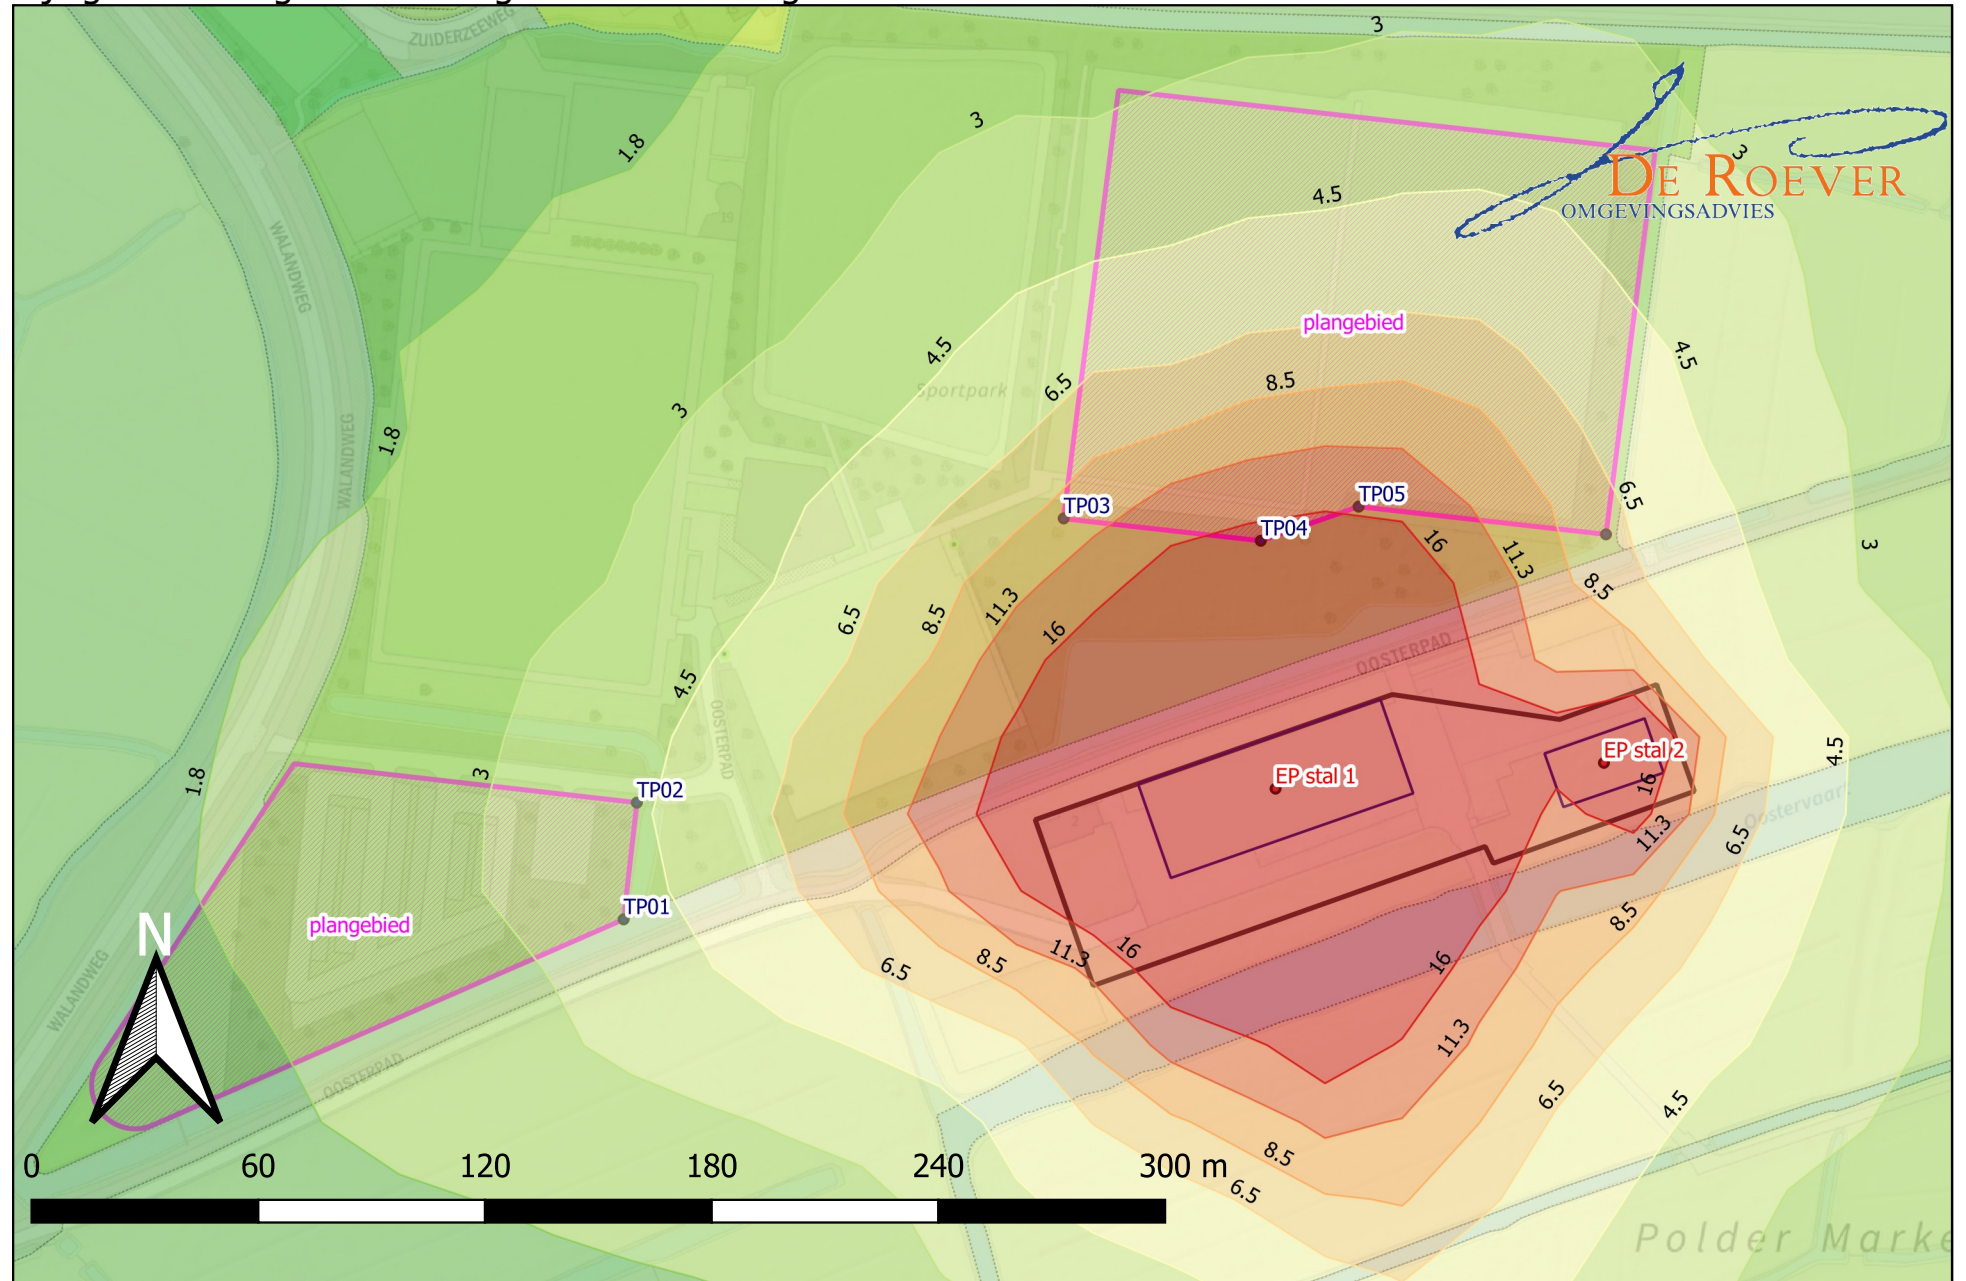 ZUIDERZEEWEG
3
3
1.8
3
DE ROEVER
OMGEVINGSADVIES
4.5
19
WALANDWEG
plangebied
4.5
4.5
6.5
8.5
Sportpark
3
1.8
WALANDWEG
TP03
TP05
6.5
TP04
16
11.3
3
8.5
6.5
8.5
11.3
16
OOSTERPAD
4.5
OOSTERPAD
1.8
3
TP02
EP stal 1
EP stal 2
16
4.5
Oostervaart
2
11.3
6.5
TP01
plangebied
N
8.5
16
11.3
8.5
6.5
16
WALANDWEG
11.3
OOSTERPAD
6.5
4.5
8.5
6.5
0 60 120 180 240 300 m
Polder Marke